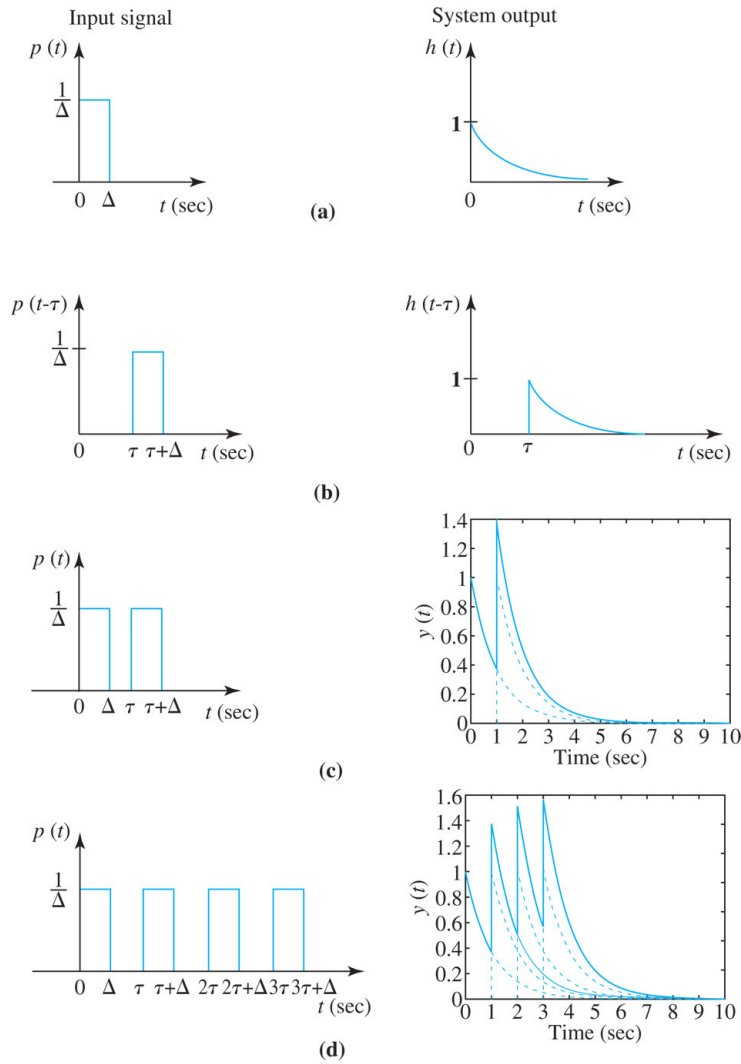 Input signal
System output
p (t)
h (t)
1
Δ
1
0 Δ t (sec)
0 t (sec)
(a)
p (t-τ)
h (t-τ)
1
Δ
1
0 τ τ+Δ t (sec)
0 τ t (sec)
(b)
p (t)
1
Δ
0 Δ τ τ+Δ t (sec)
1.4
1.2
1
0.8
0.6
0.4
0.2
0
y (t)
0 1 2 3 4 5 6 7 8 9 10
Time (sec)
(c)
p (t)
1
Δ
0 Δ τ τ+Δ 2τ 2τ+Δ 3τ 3τ+Δ
t (sec)
1.6
1.4
1.2
1
0.8
0.6
0.4
0.2
0
y (t)
0 1 2 3 4 5 6 7 8 9 10
Time (sec)
(d)